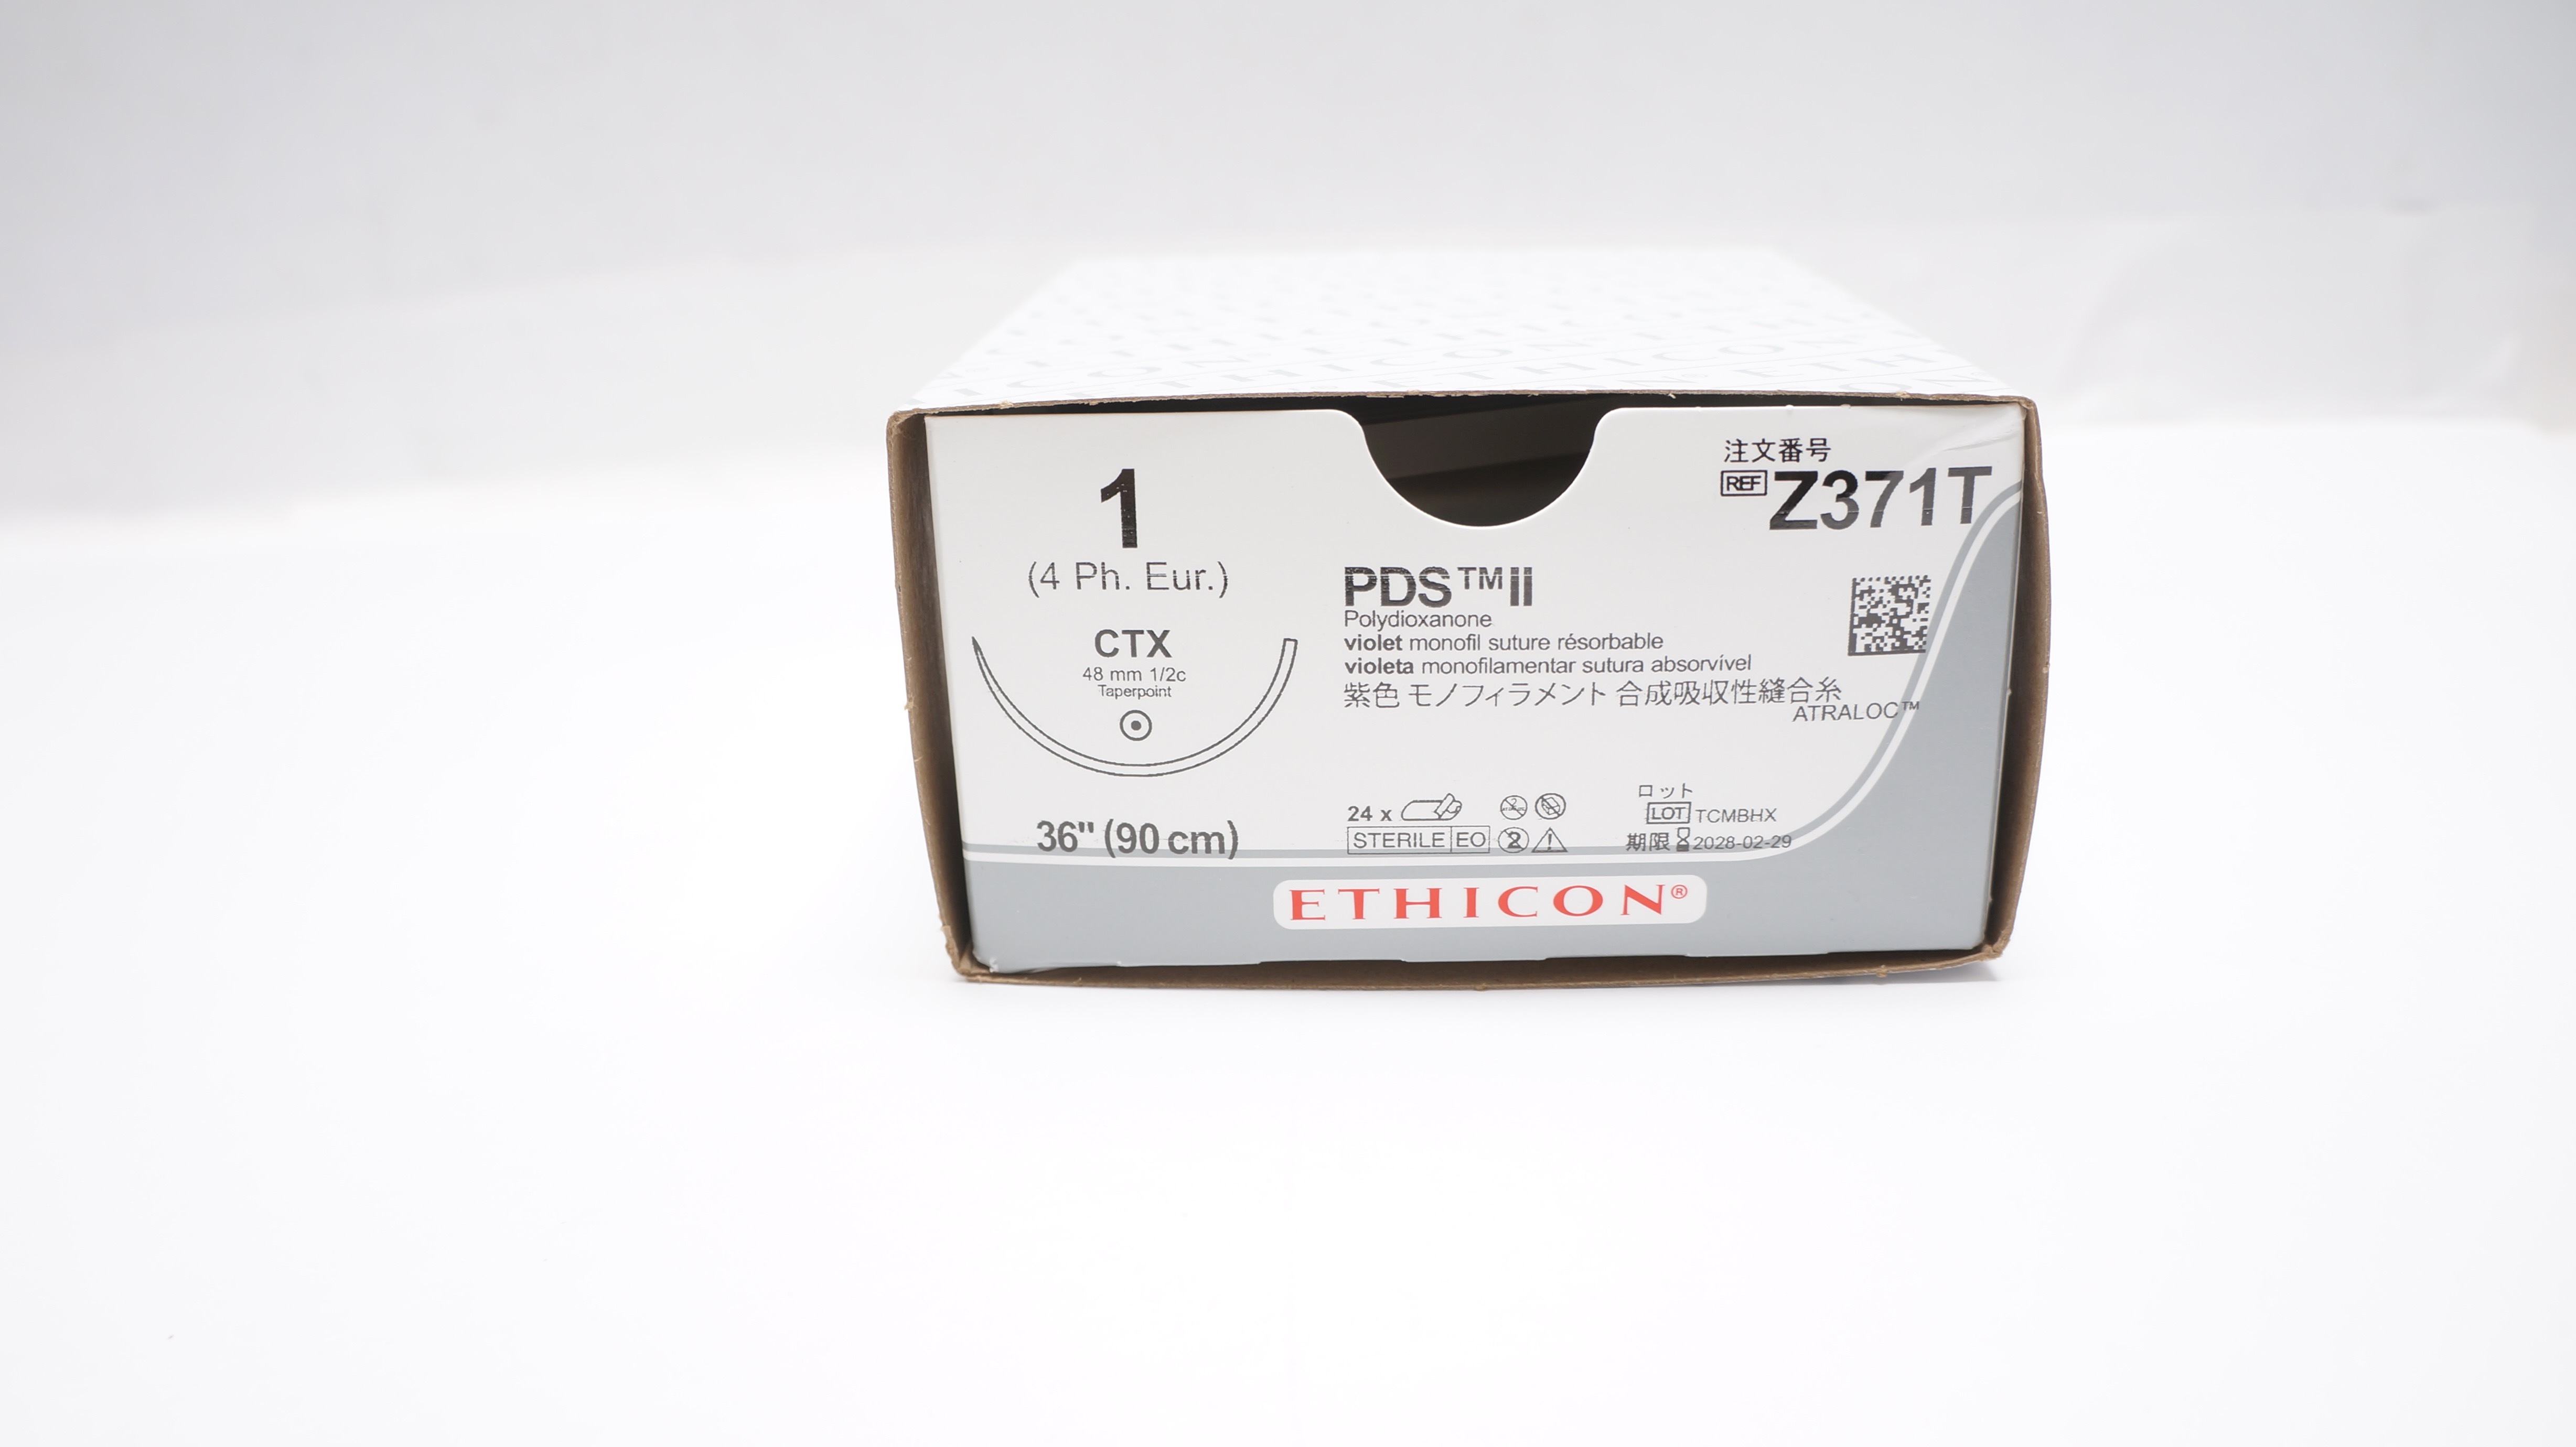 1
(4 Ph. Eur.)
CTX
48 mm 1/2c
Taperpoint
36" (90 cm)
注文番号
REF Z371T
PDS™II
Polydioxanone
violet monofil suture résorbable
violeta monofilamentar sutura absorvível
紫色 モノフィラメント 合成吸収性縫合糸
ATRALOC™
24 x
STERILE EO 2
ロット
LOT TCMBHX
期限 2028-02-29
ETHICON®